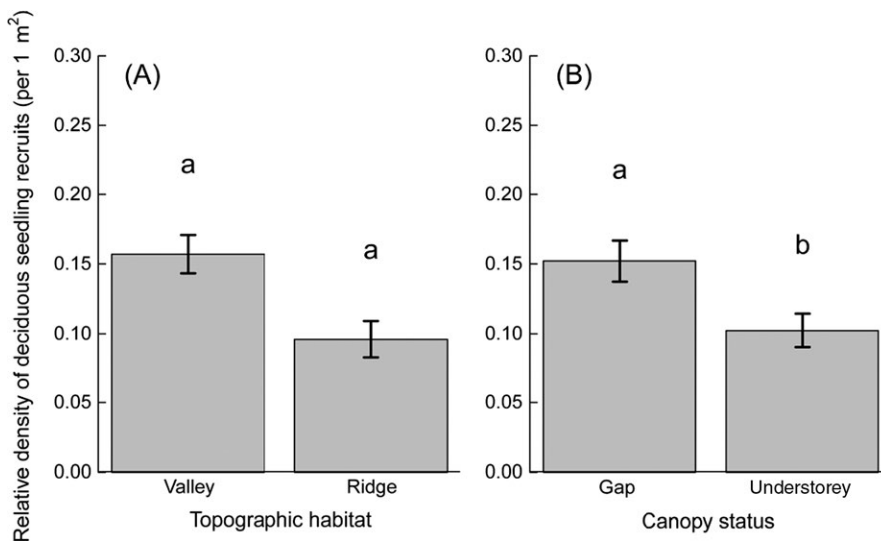 Relative density of deciduous seedling recruits (per 1 m²)
(A)
0.30
0.25
0.20
0.15
0.10
0.05
0.00
a
a
Valley
Ridge
Topographic habitat
(B)
0.30
0.25
0.20
0.15
0.10
0.05
0.00
a
b
Gap
Understorey
Canopy status